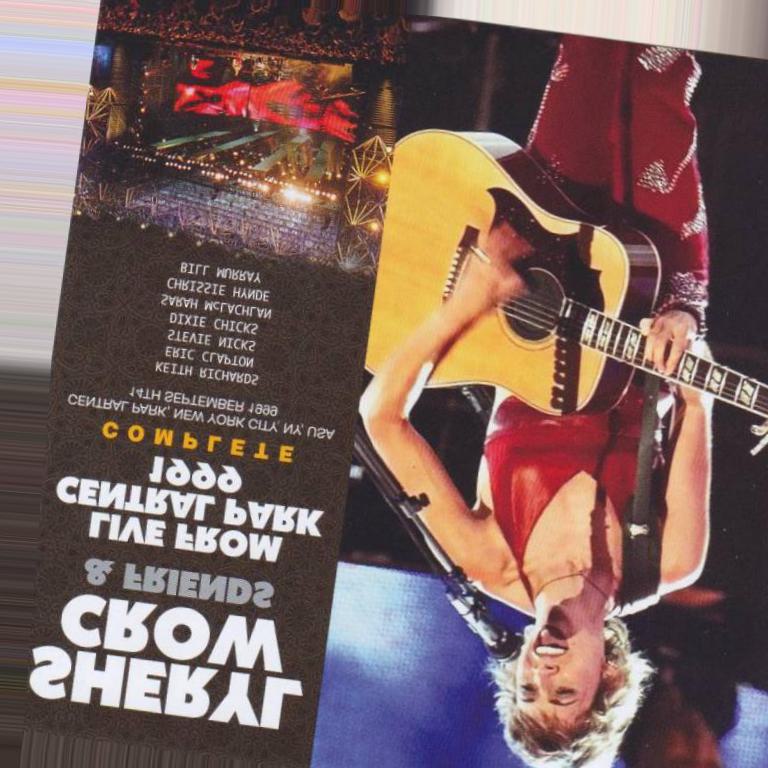 SHERYL
CROW
& FRIENDS
LIVE FROM
CENTRAL PARK
1999
COMPLETE
CENTRAL PARK, NEW YORK CITY, NY, USA
14TH SEPTEMBER 1999
KEITH RICHARDS
ERIC CLAPTON
STEVIE NICKS
DIXIE CHICKS
SARAH McLACHLAN
CHRISSIE HYNDE
BILL MURRAY